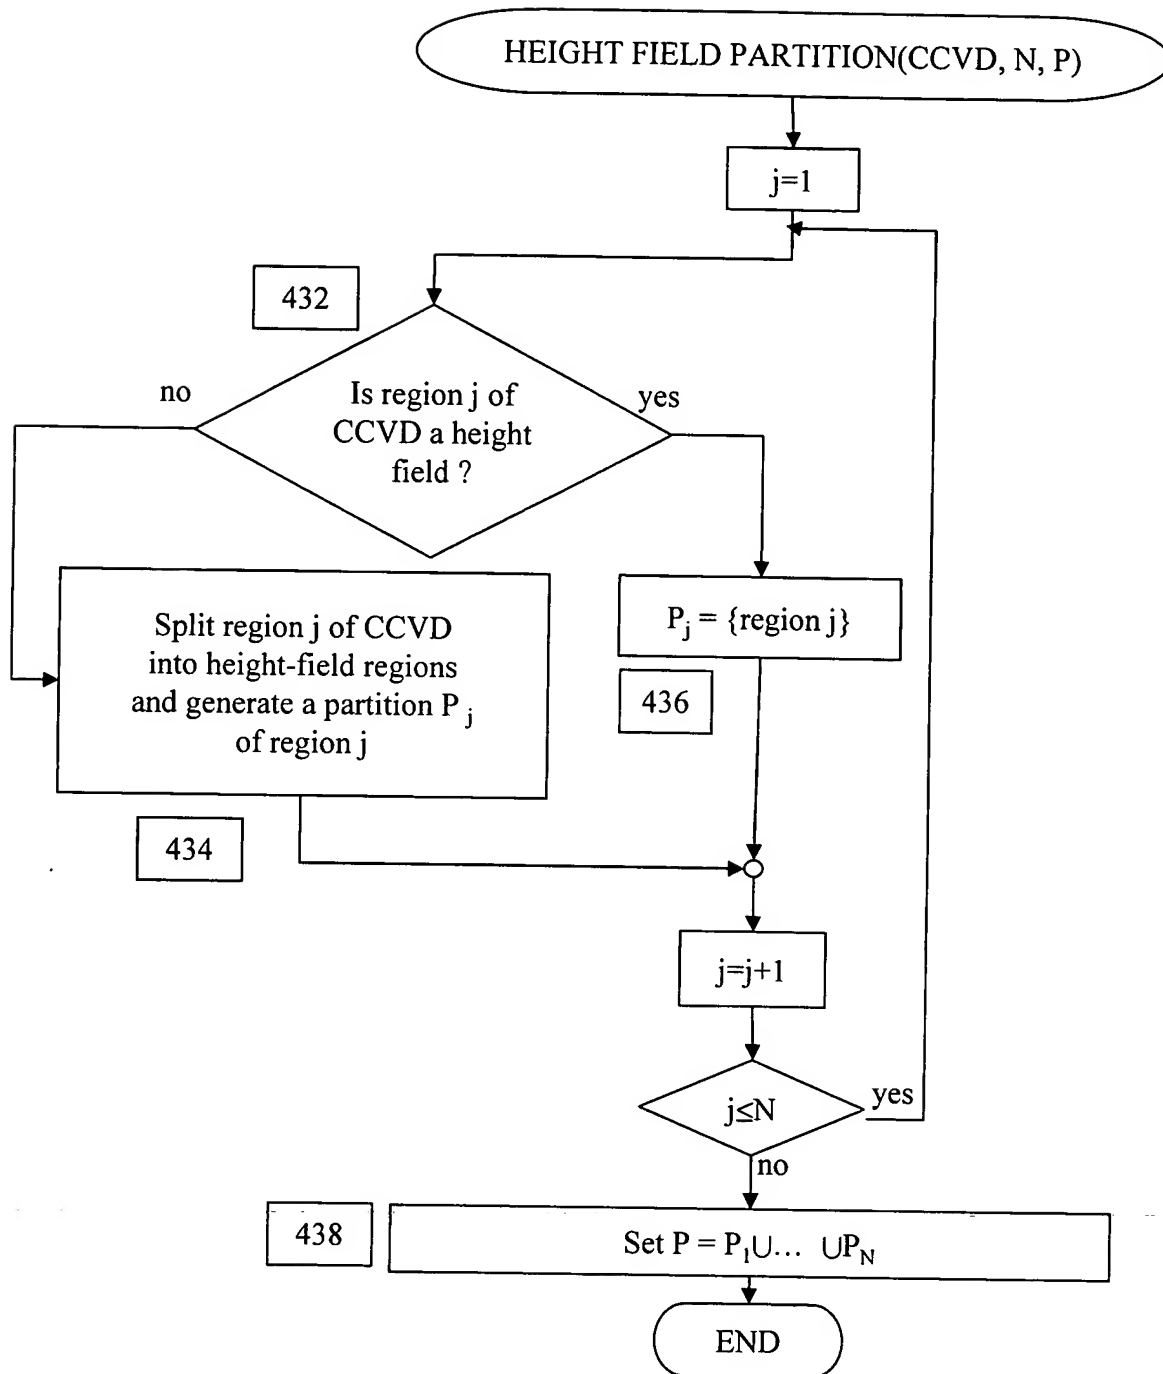 HEIGHT FIELD PARTITION(CCVD, N, P)
j=1
432
no
yes
Is region j of
CCVD a height
field ?
Split region j of CCVD
into height-field regions
and generate a partition P j
of region j
Pj = {region j}
436
434
j=j+1
j≤N
yes
no
438
Set P = P1∪... ∪PN
END